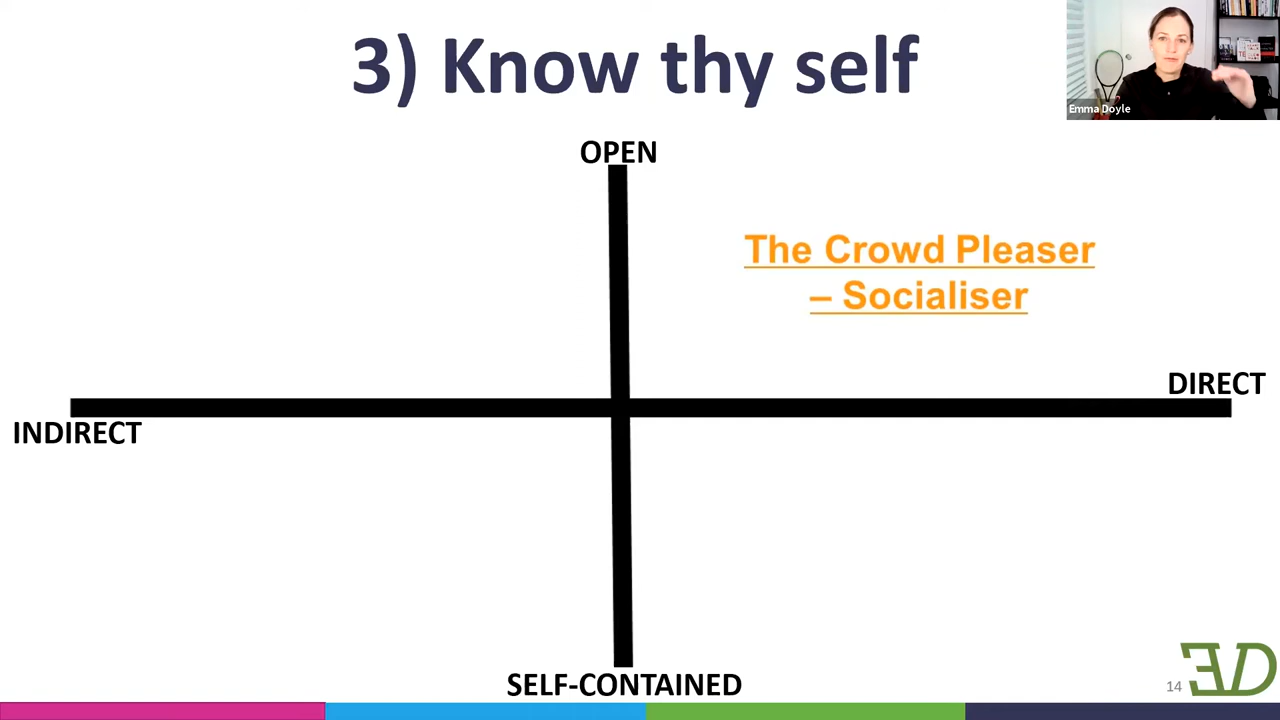 3) Know thy self
Emma Doyle
OPEN
The Crowd Pleaser
– Socialiser
DIRECT
INDIRECT
SELF-CONTAINED
14